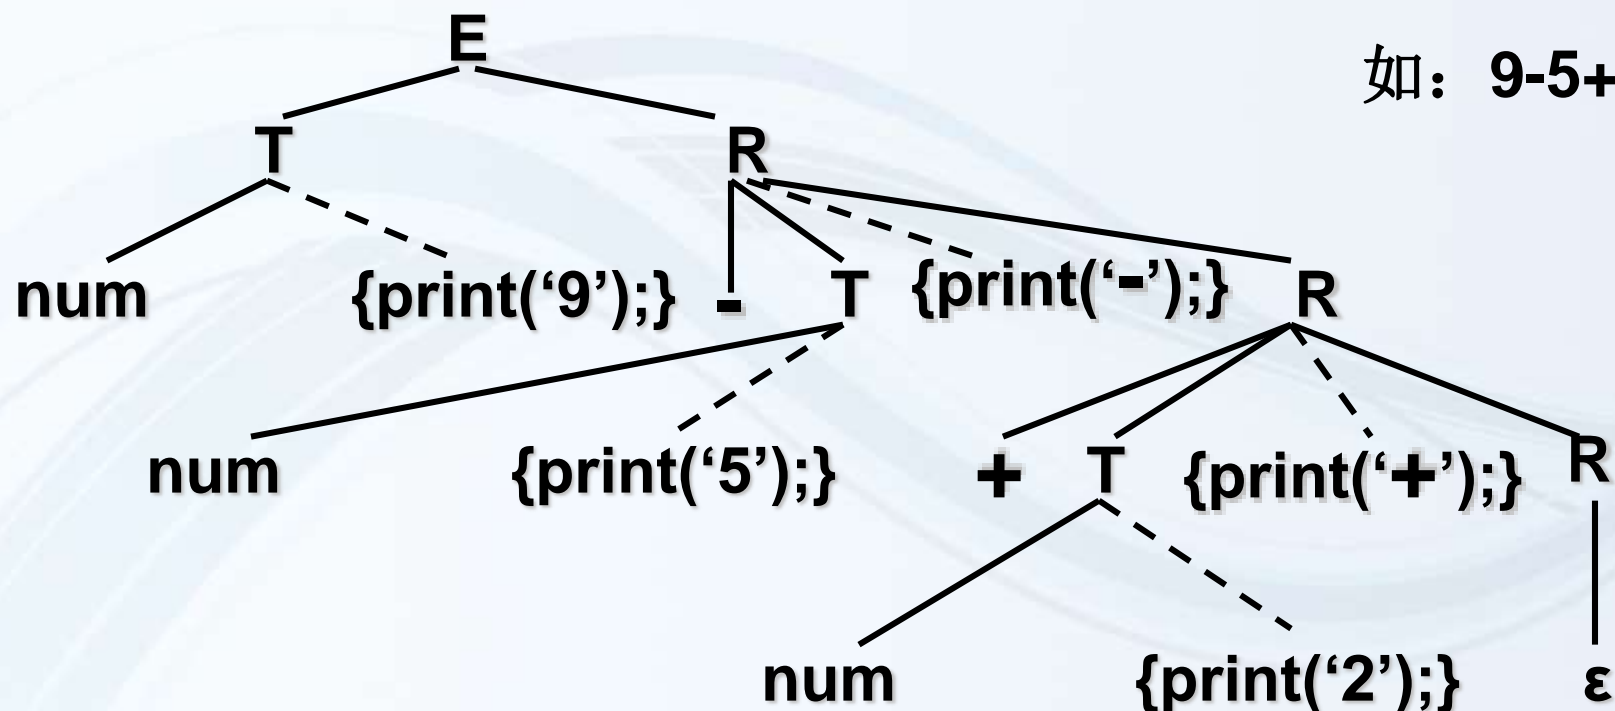 E
如：9-5+
T R
num {print(‘9’);} - T {print(‘-’);} R
num {print(‘5’);} + T {print(‘+’);} R
num {print(‘2’);} ε